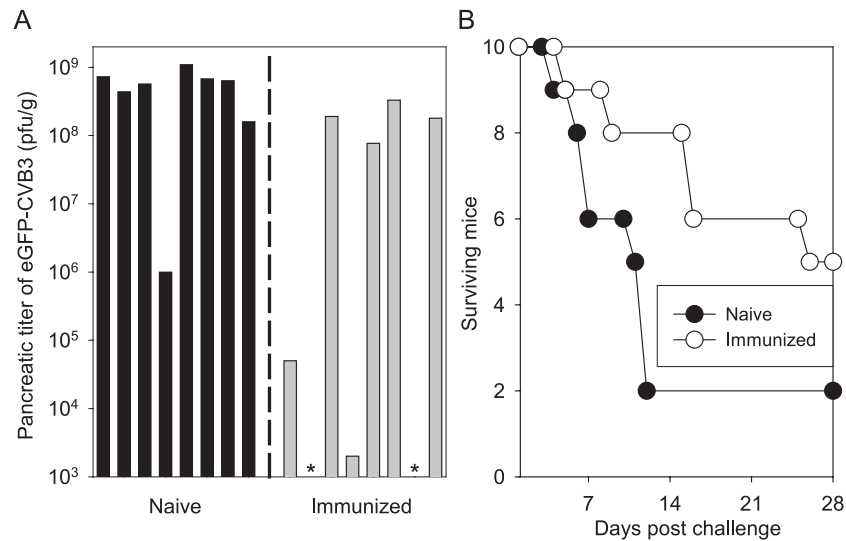 A
Pancreatic titer of eGFP-CVB3 (pfu/g)
10⁹
10⁸
10⁷
10⁶
10⁵
10⁴
10³
* *
Naive Immunized
B
Surviving mice
10
8
6
4
2
0
Naive
Immunized
7 14 21 28
Days post challenge